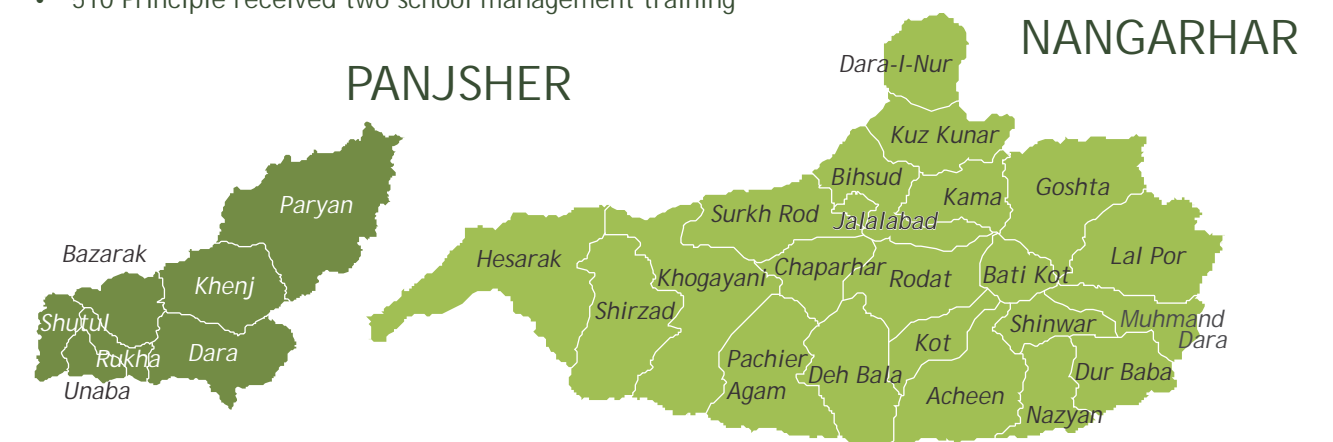 • 510 Principle received two school management training
NANGARHAR
PANJSHER
Dara-I-Nur
Kuz Kunar
Bihsud
Goshta
Paryan
Kama
Surkh Rod
Jalalabad
Bazarak
Hesarak
Lal Por
Chaparhar
Khogayani
Rodat
Bati Kot
Khenj
Shirzad
Shutul
Shinwar
Muhmand
Dara
Kot
Rukha
Dara
Pachier
Agam
Deh Bala
Dur Baba
Unaba
Acheen
Nazyan